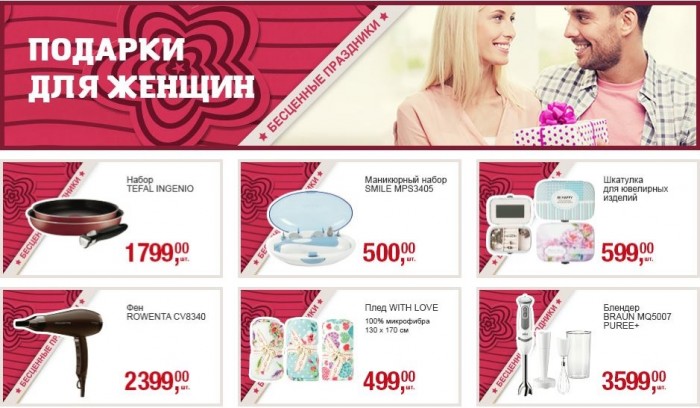 ПОДАРКИ
ДЛЯ ЖЕНЩИН
★ БЕСЦЕННЫЕ ПРАЗДНИКИ ★
Набор
TEFAL INGENIO
1799,00
шт.
Маникюрный набор
SMILE MPS3405
500,00
шт.
Шкатулка
для ювелирных
изделий
599,00
шт.
Фен
ROWENTA CV8340
2399,00
шт.
Плед WITH LOVE
100% микрофибра
130 х 170 см
499,00
шт.
Блендер
BRAUN MQ5007
PUREE+
3599,00
шт.